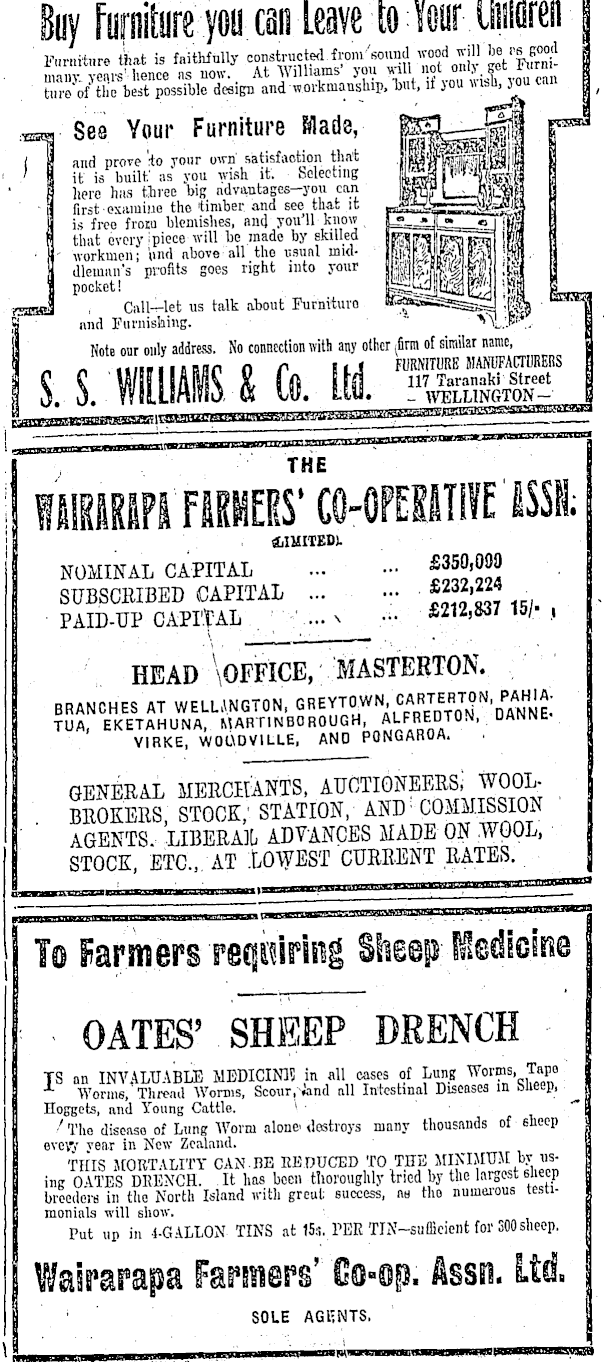 Buy Furniture you can Leave to Your Children
Furniture that is faithfully constructed from sound wood will be as good
many years hence as now. At Williams' you will not only get Furni-
ture of the best possible design and workmanship, but, if you wish, you can
See Your Furniture Made,
and prove to your own satisfaction that
it is built as you wish it. Selecting
here has three big advantages—you can
first examine the timber and see that it
is free from blemishes, and you'll know
that every piece will be made by skilled
workmen; and above all the usual mid-
dleman's profits goes right into your
pocket!
Call—let us talk about Furniture
and Furnishing.
Note our only address. No connection with any other firm of similar name,
S. S. WILLIAMS & Co. Ltd.
FURNITURE MANUFACTURERS
117 Taranaki Street
— WELLINGTON —
THE
WAIRARAPA FARMERS' CO-OPERATIVE ASSN.
(LIMITED).
NOMINAL CAPITAL ... ... £350,000
SUBSCRIBED CAPITAL ... ... £232,224
PAID-UP CAPITAL ... ... £212,837 15/-
HEAD OFFICE, MASTERTON.
BRANCHES AT WELLINGTON, GREYTOWN, CARTERTON, PAHIA-
TUA, EKETAHUNA, MARTINBOROUGH, ALFREDTON, DANNE-
VIRKE, WOODVILLE, AND PONGAROA.
GENERAL MERCHANTS, AUCTIONEERS, WOOL-
BROKERS, STOCK, STATION, AND COMMISSION
AGENTS. LIBERAL ADVANCES MADE ON WOOL,
STOCK, ETC., AT LOWEST CURRENT RATES.
To Farmers requiring Sheep Medicine
OATES' SHEEP DRENCH
IS an INVALUABLE MEDICINE in all cases of Lung Worms, Tape
Worms, Thread Worms, Scour, and all Intestinal Diseases in Sheep,
Hoggets, and Young Cattle.
The disease of Lung Worm alone destroys many thousands of sheep
every year in New Zealand.
THIS MORTALITY CAN BE REDUCED TO THE MINIMUM by us-
ing OATES DRENCH. It has been thoroughly tried by the largest sheep
breeders in the North Island with great success, as the numerous testi-
monials will show.
Put up in 4-GALLON TINS at 15s. PER TIN—sufficient for 300 sheep.
Wairarapa Farmers' Co-op. Assn. Ltd.
SOLE AGENTS.